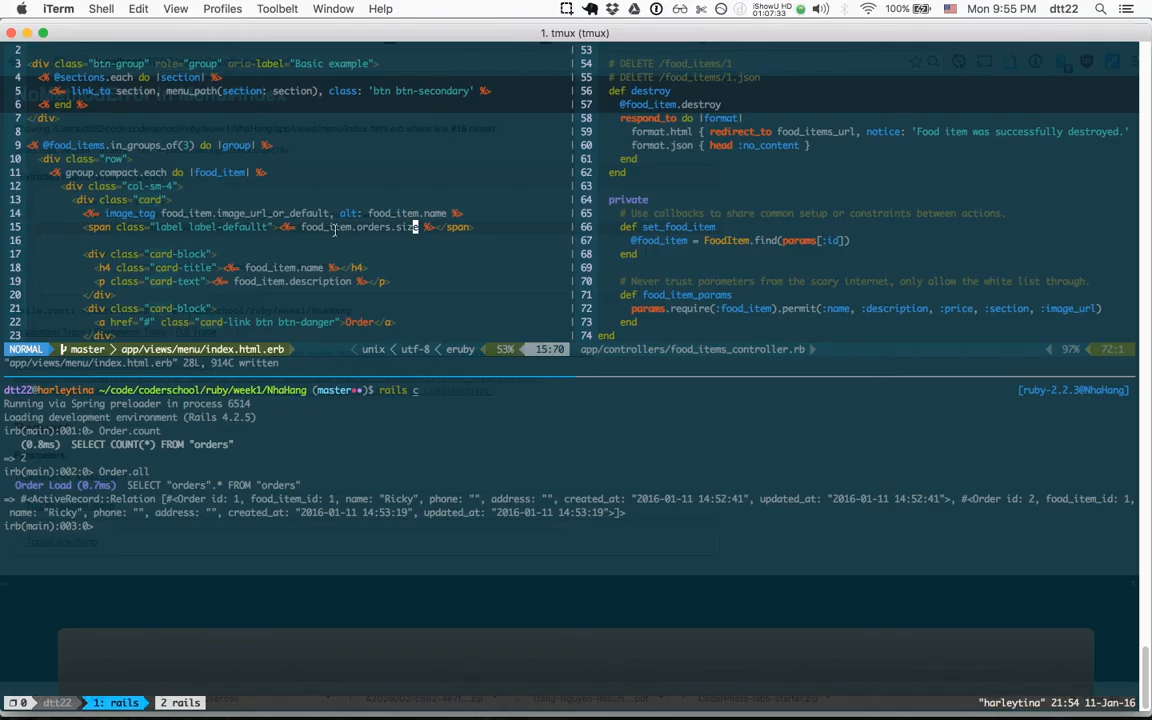 iTerm Shell Edit View Profiles Toolbelt Window Help iShowU HD 01:07:33 100% Mon 9:55 PM dtt22
1. tmux (tmux)
2
3 <div class="btn-group" role="group" aria-label="Basic example">
4 <% @sections.each do |section| %>
5 <%= link_to section, menu_path(section: section), class: 'btn btn-secondary' %>
6 <% end %>
7 </div>
8
9 <% @food_items.in_groups_of(3) do |group| %>
10 <div class="row">
11 <% group.compact.each do |food_item| %>
12 <div class="col-sm-4">
13 <div class="card">
14 <%= image_tag food_item.image_url_or_default, alt: food_item.name %>
15 <span class="label label-defaullt"><%= food_item.orders.size %></span>
16
17 <div class="card-block">
18 <h4 class="card-title"><%= food_item.name %></h4>
19 <p class="card-text"><%= food_item.description %></p>
20 </div>
21 <div class="card-block">
22 <a href="#" class="card-link btn btn-danger">Order</a>
23 </div>
NORMAL master app/views/menu/index.html.erb unix utf-8 eruby 53% 15:70
53
54 # DELETE /food_items/1
55 # DELETE /food_items/1.json
56 def destroy
57 @food_item.destroy
58 respond_to do |format|
59 format.html { redirect_to food_items_url, notice: 'Food item was successfully destroyed.'
60 format.json { head :no_content }
61 end
62 end
63
64 private
65 # Use callbacks to share common setup or constraints between actions.
66 def set_food_item
67 @food_item = FoodItem.find(params[:id])
68 end
69
70 # Never trust parameters from the scary internet, only allow the white list through.
71 def food_item_params
72 params.require(:food_item).permit(:name, :description, :price, :section, :image_url)
73 end
74 end
app/controllers/food_items_controller.rb 97% 72:1
"app/views/menu/index.html.erb" 28L, 914C written
dtt22@harleytina ~/code/coderschool/ruby/week1/NhaHang (master••)$ rails c [ruby-2.2.3@NhaHang]
Running via Spring preloader in process 6514
Loading development environment (Rails 4.2.5)
irb(main):001:0> Order.count
(0.8ms) SELECT COUNT(*) FROM "orders"
=> 2
irb(main):002:0> Order.all
Order Load (0.7ms) SELECT "orders".* FROM "orders"
=> #<ActiveRecord::Relation [#<Order id: 1, food_item_id: 1, name: "Ricky", phone: "", address: "", created_at: "2016-01-11 14:52:41", updated_at: "2016-01-11 14:52:41">, #<Order id: 2, food_item_id: 1,
name: "Ricky", phone: "", address: "", created_at: "2016-01-11 14:53:19", updated_at: "2016-01-11 14:53:19">]>
irb(main):003:0>
0 dtt22 1: rails 2 rails "harleytina" 21:54 11-Jan-16